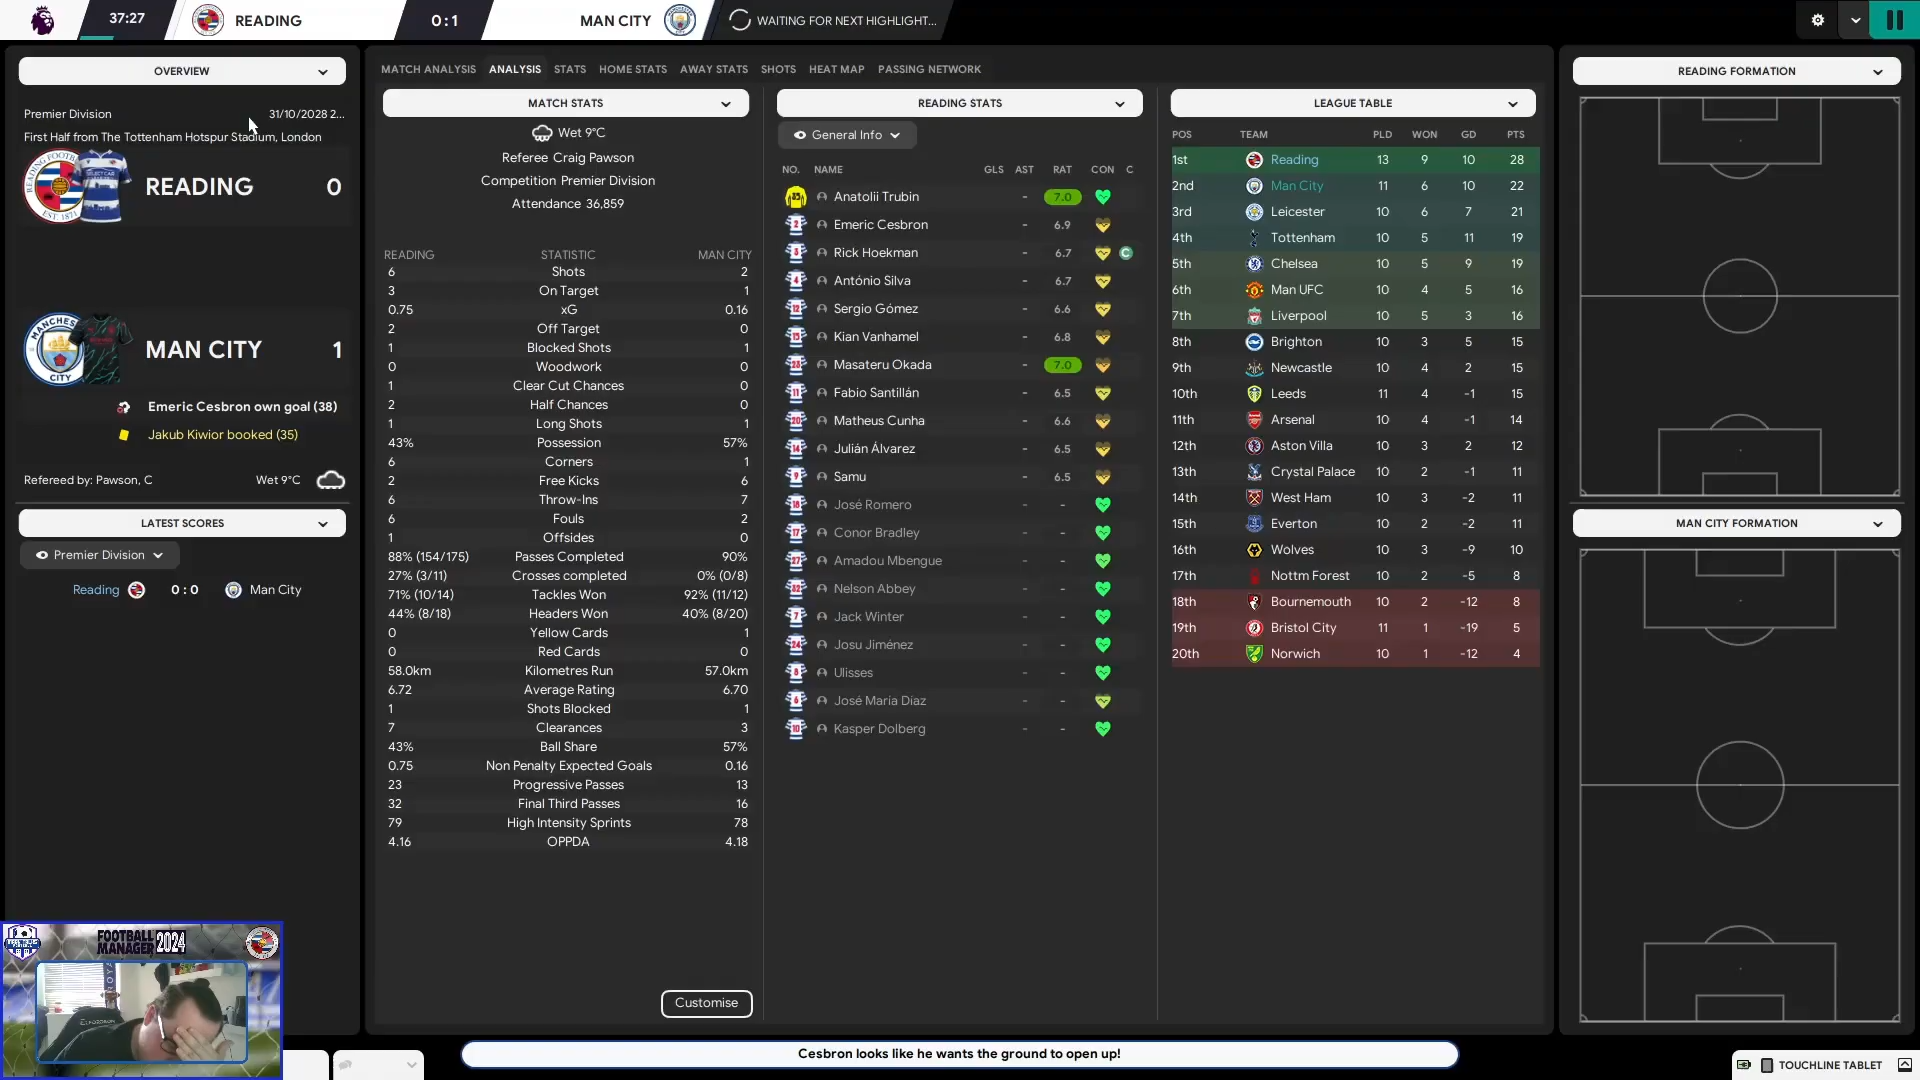 37:27
READING
0 : 1
MAN CITY
WAITING FOR NEXT HIGHLIGHT...
OVERVIEW
Premier Division 31/10/2028 2...
First Half from The Tottenham Hotspur Stadium, London
READING 0
MAN CITY 1
Emeric Cesbron own goal (38)
Jakub Kiwior booked (35)
Refereed by: Pawson, C Wet 9°C
LATEST SCORES
Premier Division
Reading 0 : 0 Man City
MATCH ANALYSIS ANALYSIS STATS HOME STATS AWAY STATS SHOTS HEAT MAP PASSING NETWORK
MATCH STATS
Wet 9°C
Referee Craig Pawson
Competition Premier Division
Attendance 36,859
READING STATISTIC MAN CITY
6 Shots 2
3 On Target 1
0.75 xG 0.16
2 Off Target 0
1 Blocked Shots 1
0 Woodwork 0
1 Clear Cut Chances 0
2 Half Chances 0
1 Long Shots 1
43% Possession 57%
6 Corners 1
2 Free Kicks 6
6 Throw-Ins 7
6 Fouls 2
1 Offsides 0
88% (154/175) Passes Completed 90%
27% (3/11) Crosses completed 0% (0/8)
71% (10/14) Tackles Won 92% (11/12)
44% (8/18) Headers Won 40% (8/20)
0 Yellow Cards 1
0 Red Cards 0
58.0km Kilometres Run 57.0km
6.72 Average Rating 6.70
1 Shots Blocked 1
7 Clearances 3
43% Ball Share 57%
0.75 Non Penalty Expected Goals 0.16
23 Progressive Passes 13
32 Final Third Passes 16
79 High Intensity Sprints 78
4.16 OPPDA 4.18
Customise
READING STATS
General Info
NO. NAME GLS AST RAT CON C
Anatolii Trubin - 7.0
2 Emeric Cesbron - 6.9
Rick Hoekman - 6.7 C
4 António Silva - 6.7
12 Sergio Gómez - 6.6
15 Kian Vanhamel - 6.8
Masateru Okada - 7.0
11 Fabio Santillán - 6.5
20 Matheus Cunha - 6.6
14 Julián Álvarez - 6.5
9 Samu - 6.5
José Romero - -
17 Conor Bradley - -
27 Amadou Mbengue - -
Nelson Abbey - -
7 Jack Winter - -
24 Josu Jiménez - -
Ulisses - -
José María Díaz - -
10 Kasper Dolberg - -
LEAGUE TABLE
POS TEAM PLD WON GD PTS
1st Reading 13 9 10 28
2nd Man City 11 6 10 22
3rd Leicester 10 6 7 21
4th Tottenham 10 5 11 19
5th Chelsea 10 5 9 19
6th Man UFC 10 4 5 16
7th Liverpool 10 5 3 16
8th Brighton 10 3 5 15
9th Newcastle 10 4 2 15
10th Leeds 11 4 -1 15
11th Arsenal 10 4 -1 14
12th Aston Villa 10 3 2 12
13th Crystal Palace 10 2 -1 11
14th West Ham 10 3 -2 11
15th Everton 10 2 -2 11
16th Wolves 10 3 -9 10
17th Nottm Forest 10 2 -5 8
18th Bournemouth 10 2 -12 8
19th Bristol City 11 1 -19 5
20th Norwich 10 1 -12 4
READING FORMATION
MAN CITY FORMATION
FOOTBALL
MANAGER 2024
Cesbron looks like he wants the ground to open up!
TOUCHLINE TABLET